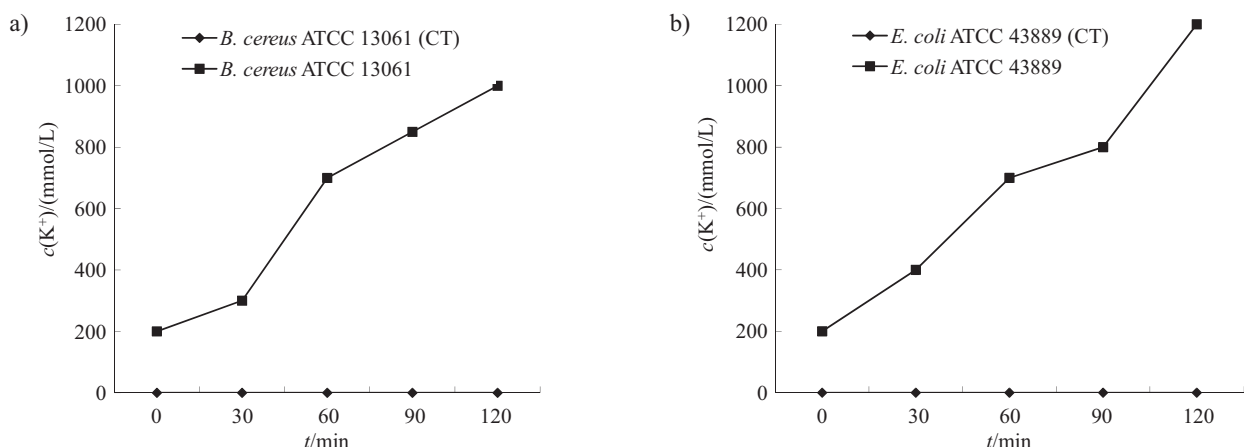 a)
B. cereus ATCC 13061 (CT)
B. cereus ATCC 13061
1200
1000
800
600
400
200
0
c(K⁺)/(mmol/L)
0 30 60 90 120
t/min
b)
E. coli ATCC 43889 (CT)
E. coli ATCC 43889
1200
1000
800
600
400
200
0
c(K⁺)/(mmol/L)
0 30 60 90 120
t/min